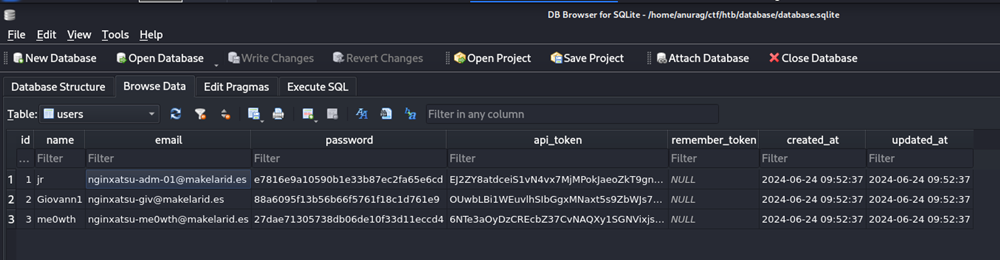 DB Browser for SQLite - /home/anurag/ctf/htb/database/database.sqlite
File Edit View Tools Help
New Database Open Database Write Changes Revert Changes Open Project Save Project Attach Database Close Database
Database Structure Browse Data Edit Pragmas Execute SQL
Table: users Filter in any column
id name email password api_token remember_token created_at updated_at
... Filter Filter Filter Filter Filter Filter Filter
1 1 jr nginxatsu-adm-01@makelarid.es e7816e9a10590b1e33b87ec2fa65e6cd EJ2ZY8atdceiS1vN4vx7MjMPokJaeoZkT9gn... NULL 2024-06-24 09:52:37 2024-06-24 09:52:37
2 2 Giovann1 nginxatsu-giv@makelarid.es 88a6095f13b56b66f5761f18c1d761e9 OUwbLBi1WEuvlhSIbGgxMNaxt5s9ZbWJs7... NULL 2024-06-24 09:52:37 2024-06-24 09:52:37
3 3 me0wth nginxatsu-me0wth@makelarid.es 27dae71305738db06de10f33d11eccd4 6NTe3aOyDzCREcbZ37CvNAQXy1SGNVixjs... NULL 2024-06-24 09:52:37 2024-06-24 09:52:37